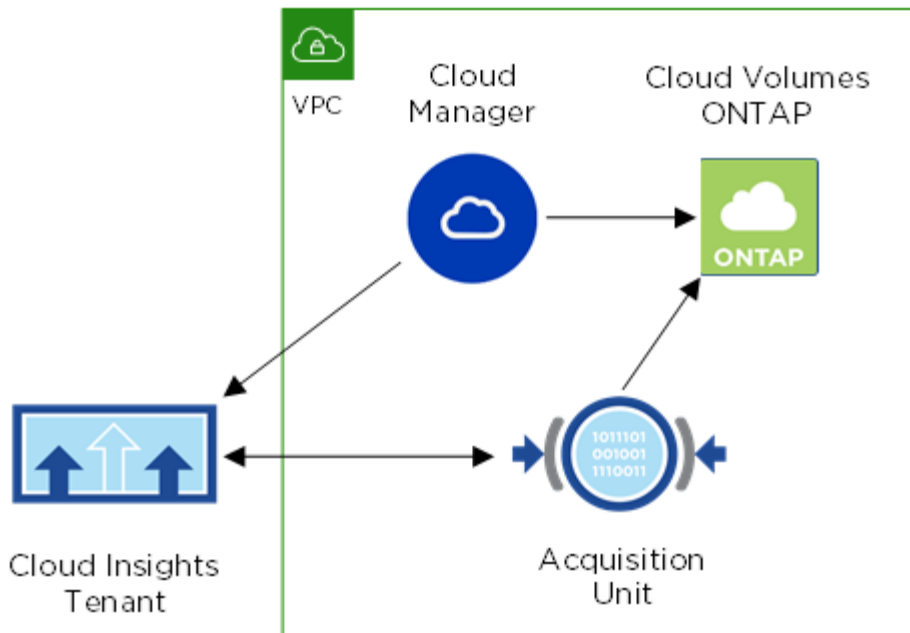 VPC
Cloud
Manager
Cloud Volumes
ONTAP
ONTAP
1011101
001001
1110011
Cloud Insights
Tenant
Acquisition
Unit